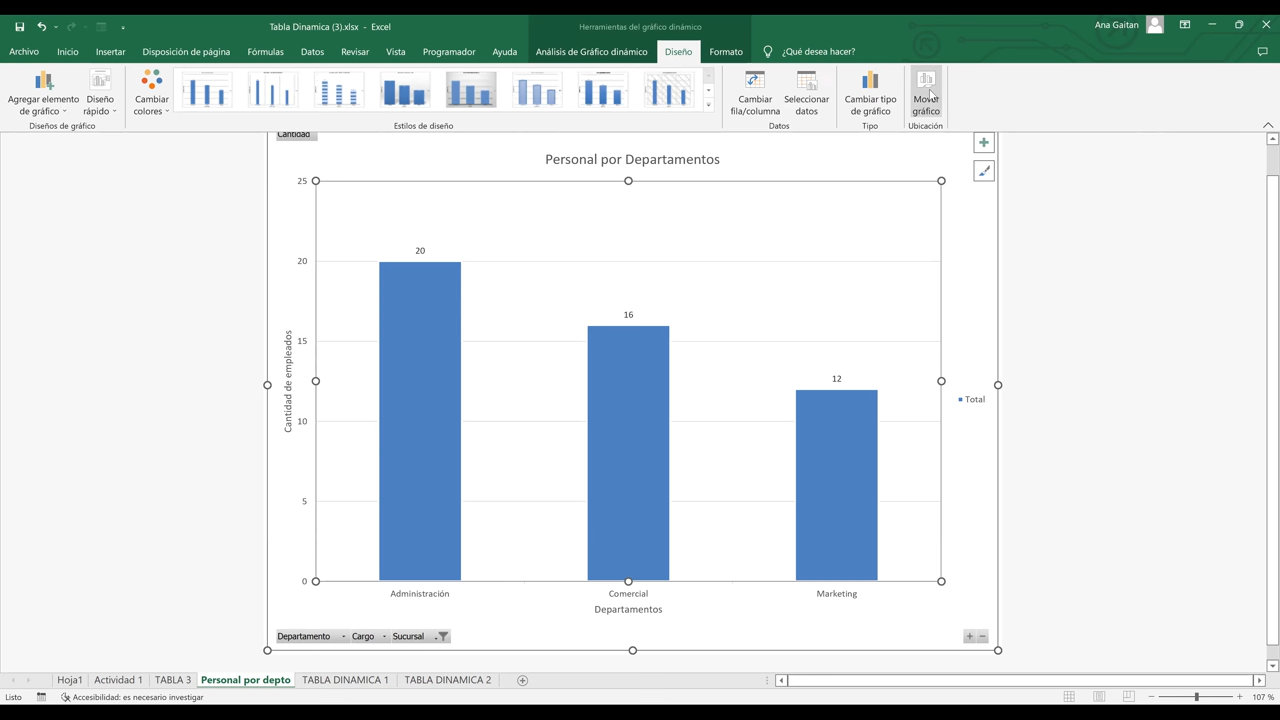 Tabla Dinamica (3).xlsx - Excel
Herramientas del gráfico dinámico
Ana Gaitan
Archivo Inicio Insertar Disposición de página Fórmulas Datos Revisar Vista Programador Ayuda Análisis de Gráfico dinámico Diseño Formato ¿Qué desea hacer?
Agregar elemento de gráfico
Diseño rápido
Cambiar colores
Cambiar fila/columna
Seleccionar datos
Cambiar tipo de gráfico
Mover gráfico
Diseños de gráfico Estilos de diseño Datos Tipo Ubicación
Cantidad
Personal por Departamentos
25
20
15
10
5
0
Cantidad de empleados
20
16
12
Total
Administración Comercial Marketing
Departamentos
Departamento Cargo Sucursal
Hoja1 Actividad 1 TABLA 3 Personal por depto TABLA DINAMICA 1 TABLA DINAMICA 2
Listo Accesibilidad: es necesario investigar 107 %